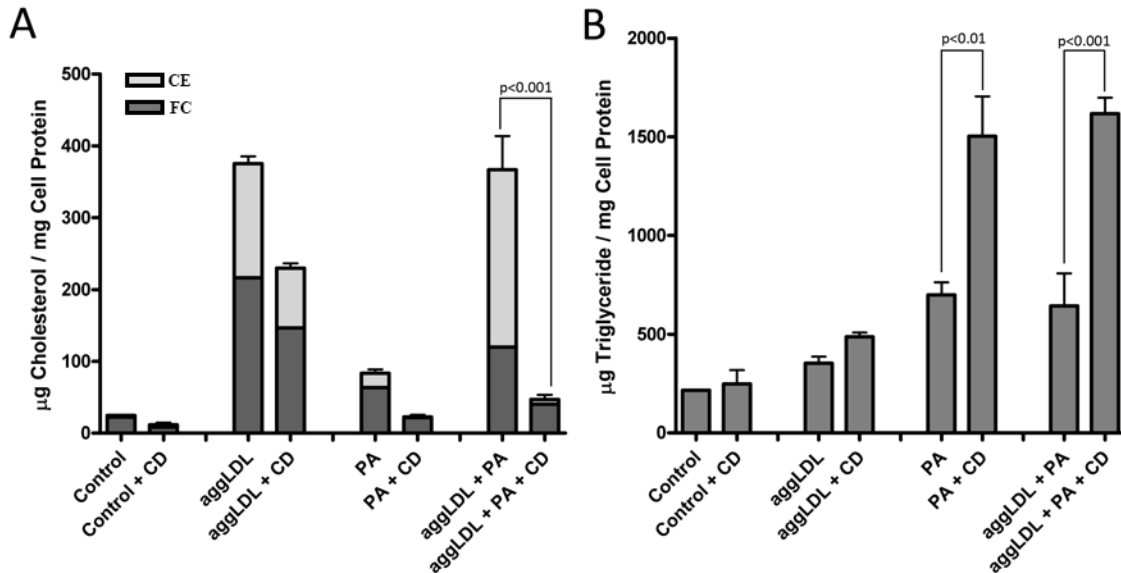 A
B
μg Cholesterol / mg Cell Protein
500
400
300
200
100
0
CE
FC
p<0.001
Control
Control + CD
aggLDL
aggLDL + CD
PA
PA + CD
aggLDL + PA
aggLDL + PA + CD
μg Triglyceride / mg Cell Protein
2000
1500
1000
500
0
p<0.01
p<0.001
Control
Control + CD
aggLDL
aggLDL + CD
PA
PA + CD
aggLDL + PA
aggLDL + PA + CD